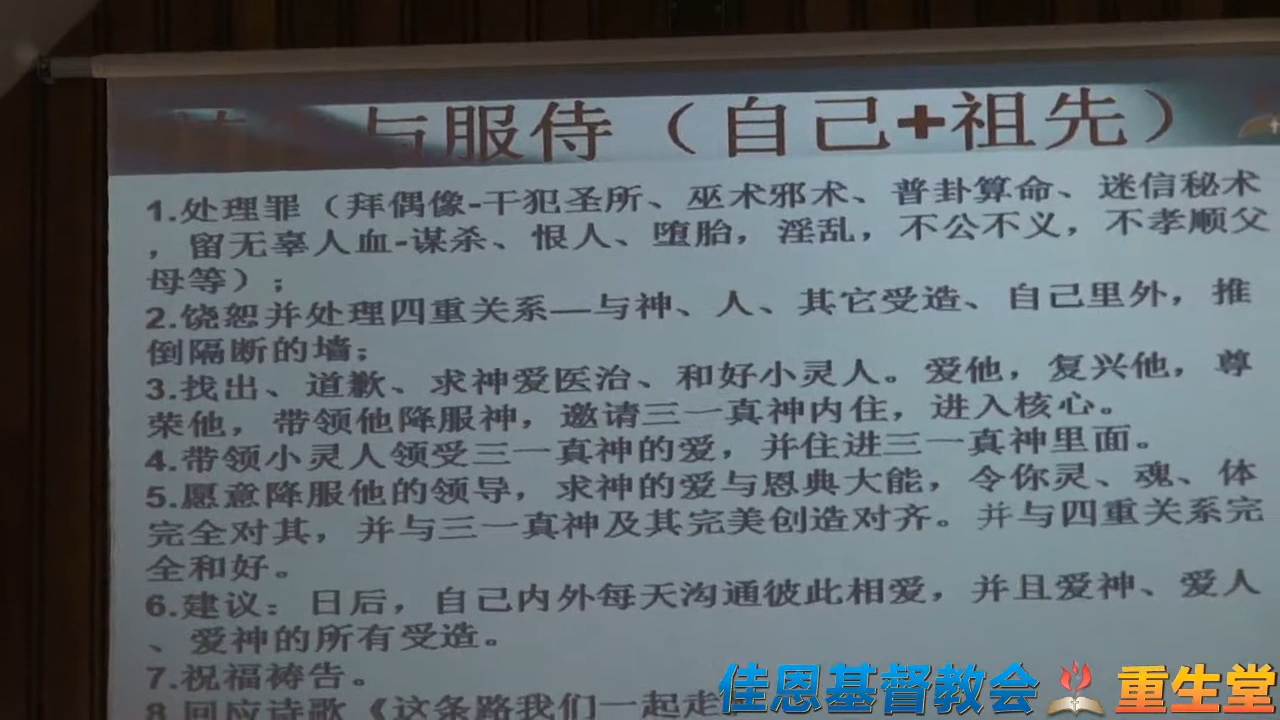 与服侍（自己+祖先）
1.处理罪（拜偶像-干犯圣所、巫术邪术、普卦算命、迷信秘术
，留无辜人血-谋杀、恨人、堕胎，淫乱，不公不义，不孝顺父
母等）；
2.饶恕并处理四重关系—与神、人、其它受造、自己里外，推
倒隔断的墙；
3.找出、道歉、求神爱医治、和好小灵人。爱他，复兴他，尊
荣他，带领他降服神，邀请三一真神内住，进入核心。
4.带领小灵人领受三一真神的爱，并住进三一真神里面。
5.愿意降服他的领导，求神的爱与恩典大能，令你灵、魂、体
完全对其，并与三一真神及其完美创造对齐。并与四重关系完
全和好。
6.建议：日后，自己内外每天沟通彼此相爱，并且爱神、爱人
、爱神的所有受造。
7.祝福祷告。
回应诗歌《这条路我们一起走
佳恩基督教会 重生堂